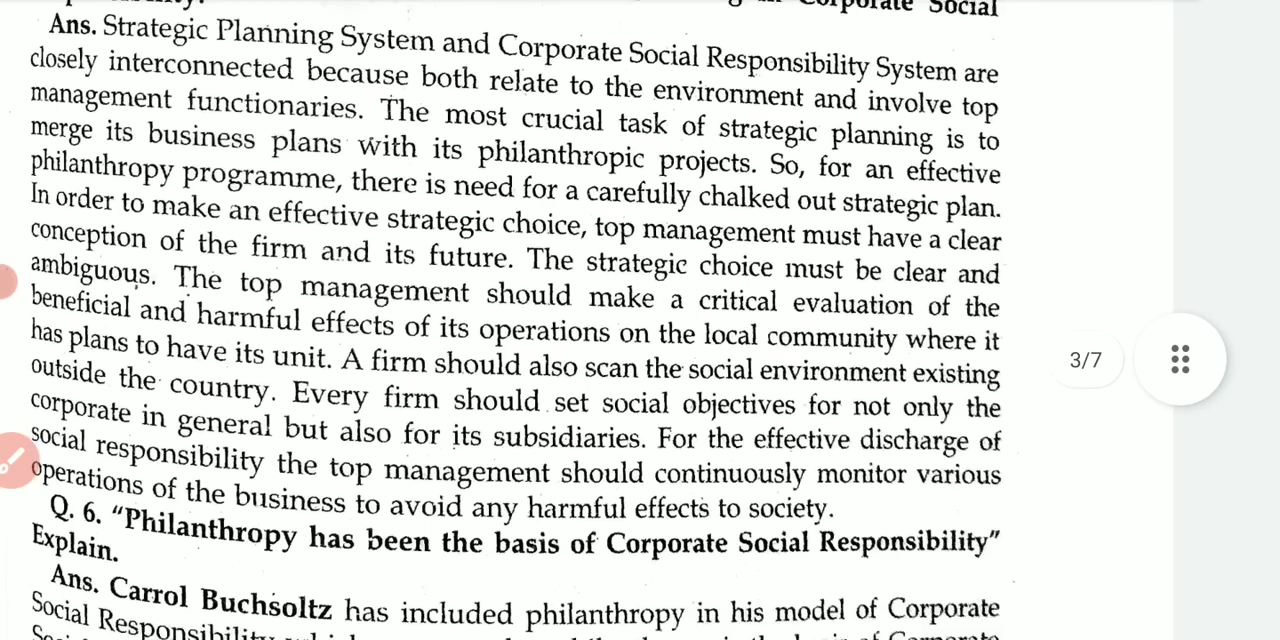 Corporate Social
Ans. Strategic Planning System and Corporate Social Responsibility System are
closely interconnected because both relate to the environment and involve top
management functionaries. The most crucial task of strategic planning is to
merge its business plans with its philanthropic projects. So, for an effective
philanthropy programme, there is need for a carefully chalked out strategic plan.
In order to make an effective strategic choice, top management must have a clear
conception of the firm and its future. The strategic choice must be clear and
ambiguous. The top management should make a critical evaluation of the
beneficial and harmful effects of its operations on the local community where it
has plans to have its unit. A firm should also scan the social environment existing
outside the country. Every firm should set social objectives for not only the
corporate in general but also for its subsidiaries. For the effective discharge of
social responsibility the top management should continuously monitor various
operations of the business to avoid any harmful effects to society.
Q. 6. “Philanthropy has been the basis of Corporate Social Responsibility”
Explain.
Ans. Carrol Buchsoltz has included philanthropy in his model of Corporate
Social Responsibility
3/7